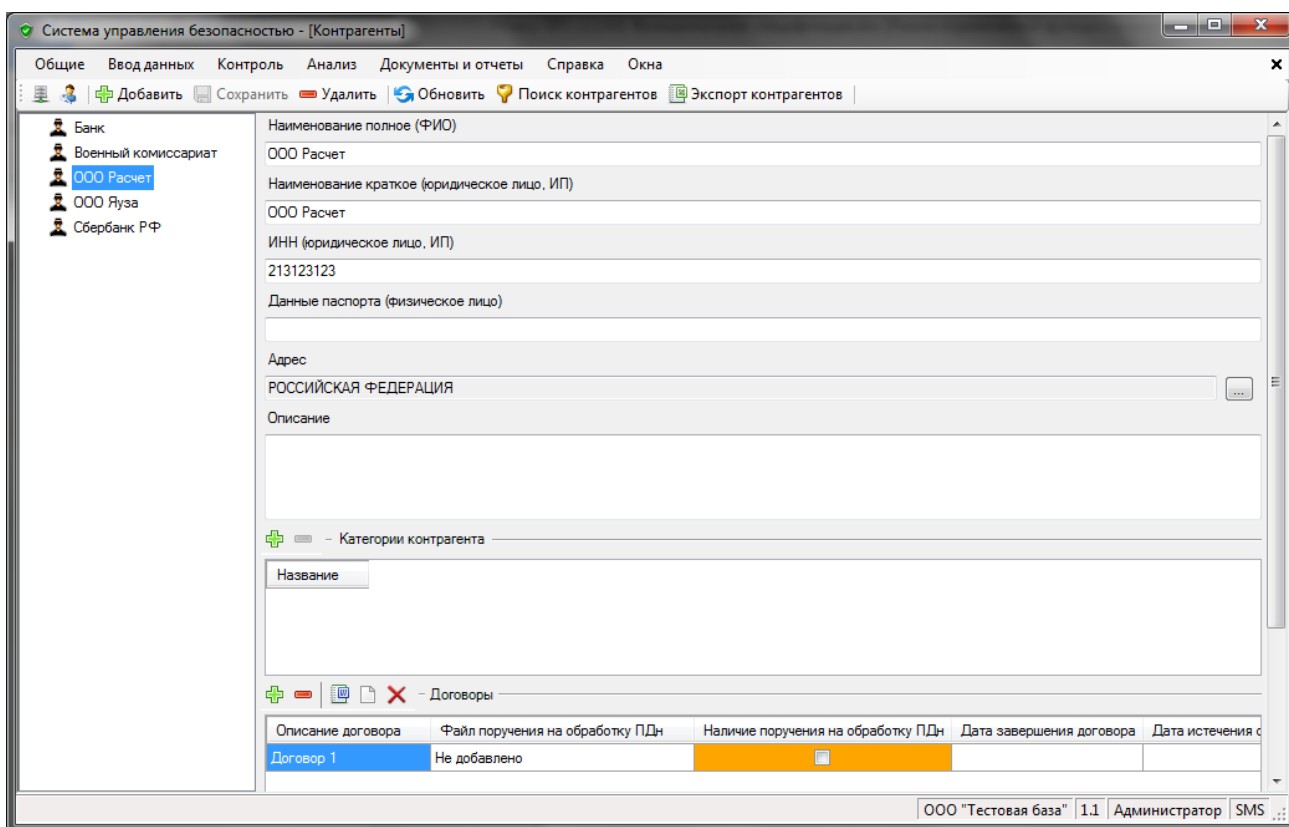 Система управления безопасностью - [Контрагенты]
Общие Ввод данных Контроль Анализ Документы и отчеты Справка Окна
Добавить Сохранить Удалить Обновить Поиск контрагентов Экспорт контрагентов
Банк
Военный комиссариат
ООО Расчет
ООО Яуза
Сбербанк РФ
Наименование полное (ФИО)
ООО Расчет
Наименование краткое (юридическое лицо, ИП)
ООО Расчет
ИНН (юридическое лицо, ИП)
213123123
Данные паспорта (физическое лицо)
Адрес
РОССИЙСКАЯ ФЕДЕРАЦИЯ
...
Описание
- Категории контрагента
Название
- Договоры
Описание договора Файл поручения на обработку ПДн Наличие поручения на обработку ПДн Дата завершения договора Дата истечения с
Договор 1 Не добавлено
ООО "Тестовая база" 1.1 Администратор SMS